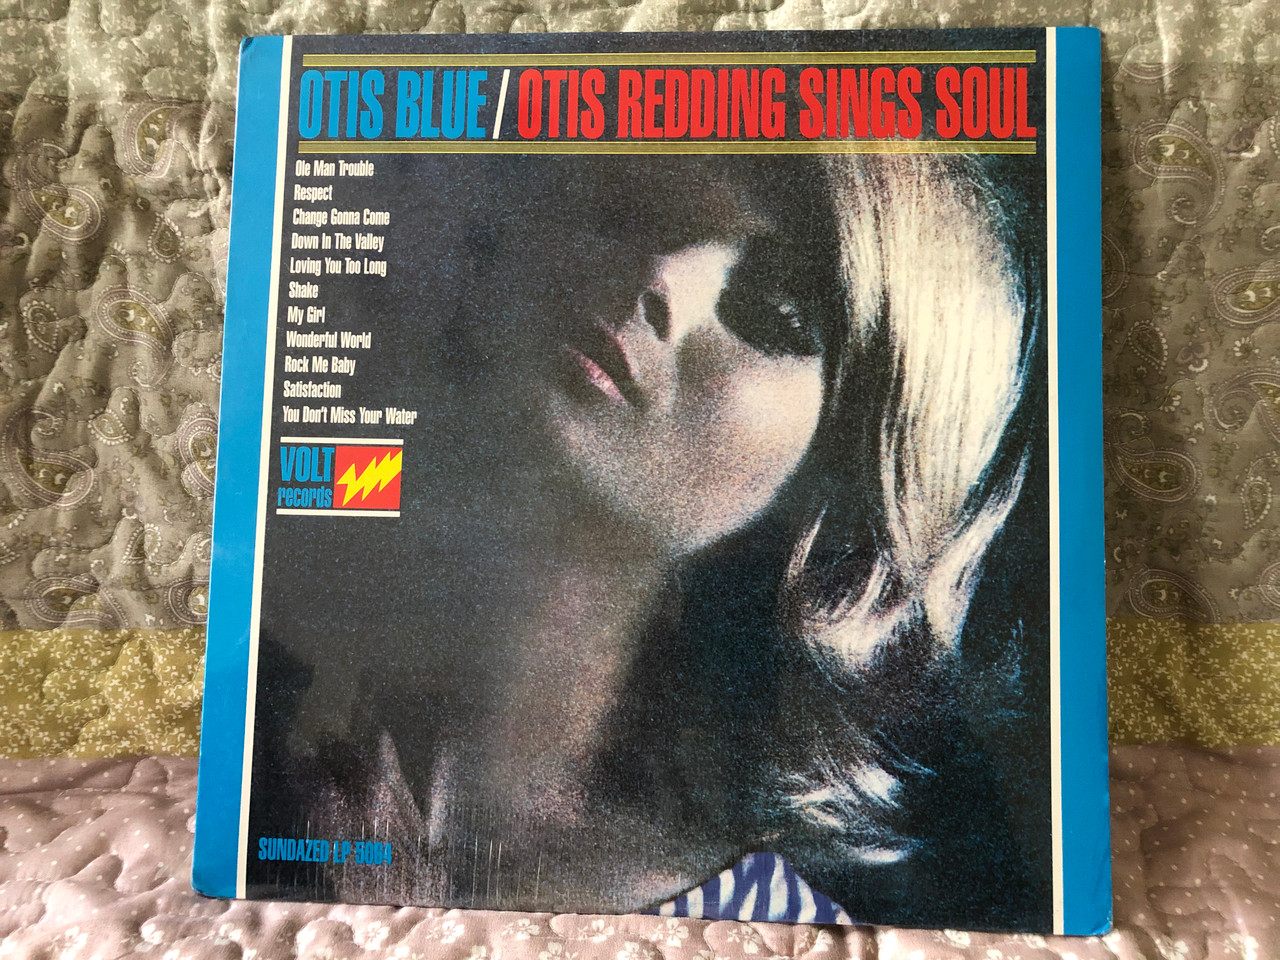 OTIS BLUE/OTIS REDDING SINGS SOUL
Ole Man Trouble
Respect
Change Gonna Come
Down In The Valley
Loving You Too Long
Shake
My Girl
Wonderful World
Rock Me Baby
Satisfaction
You Don't Miss Your Water
VOLT
records
SUNDAZED LP 5064